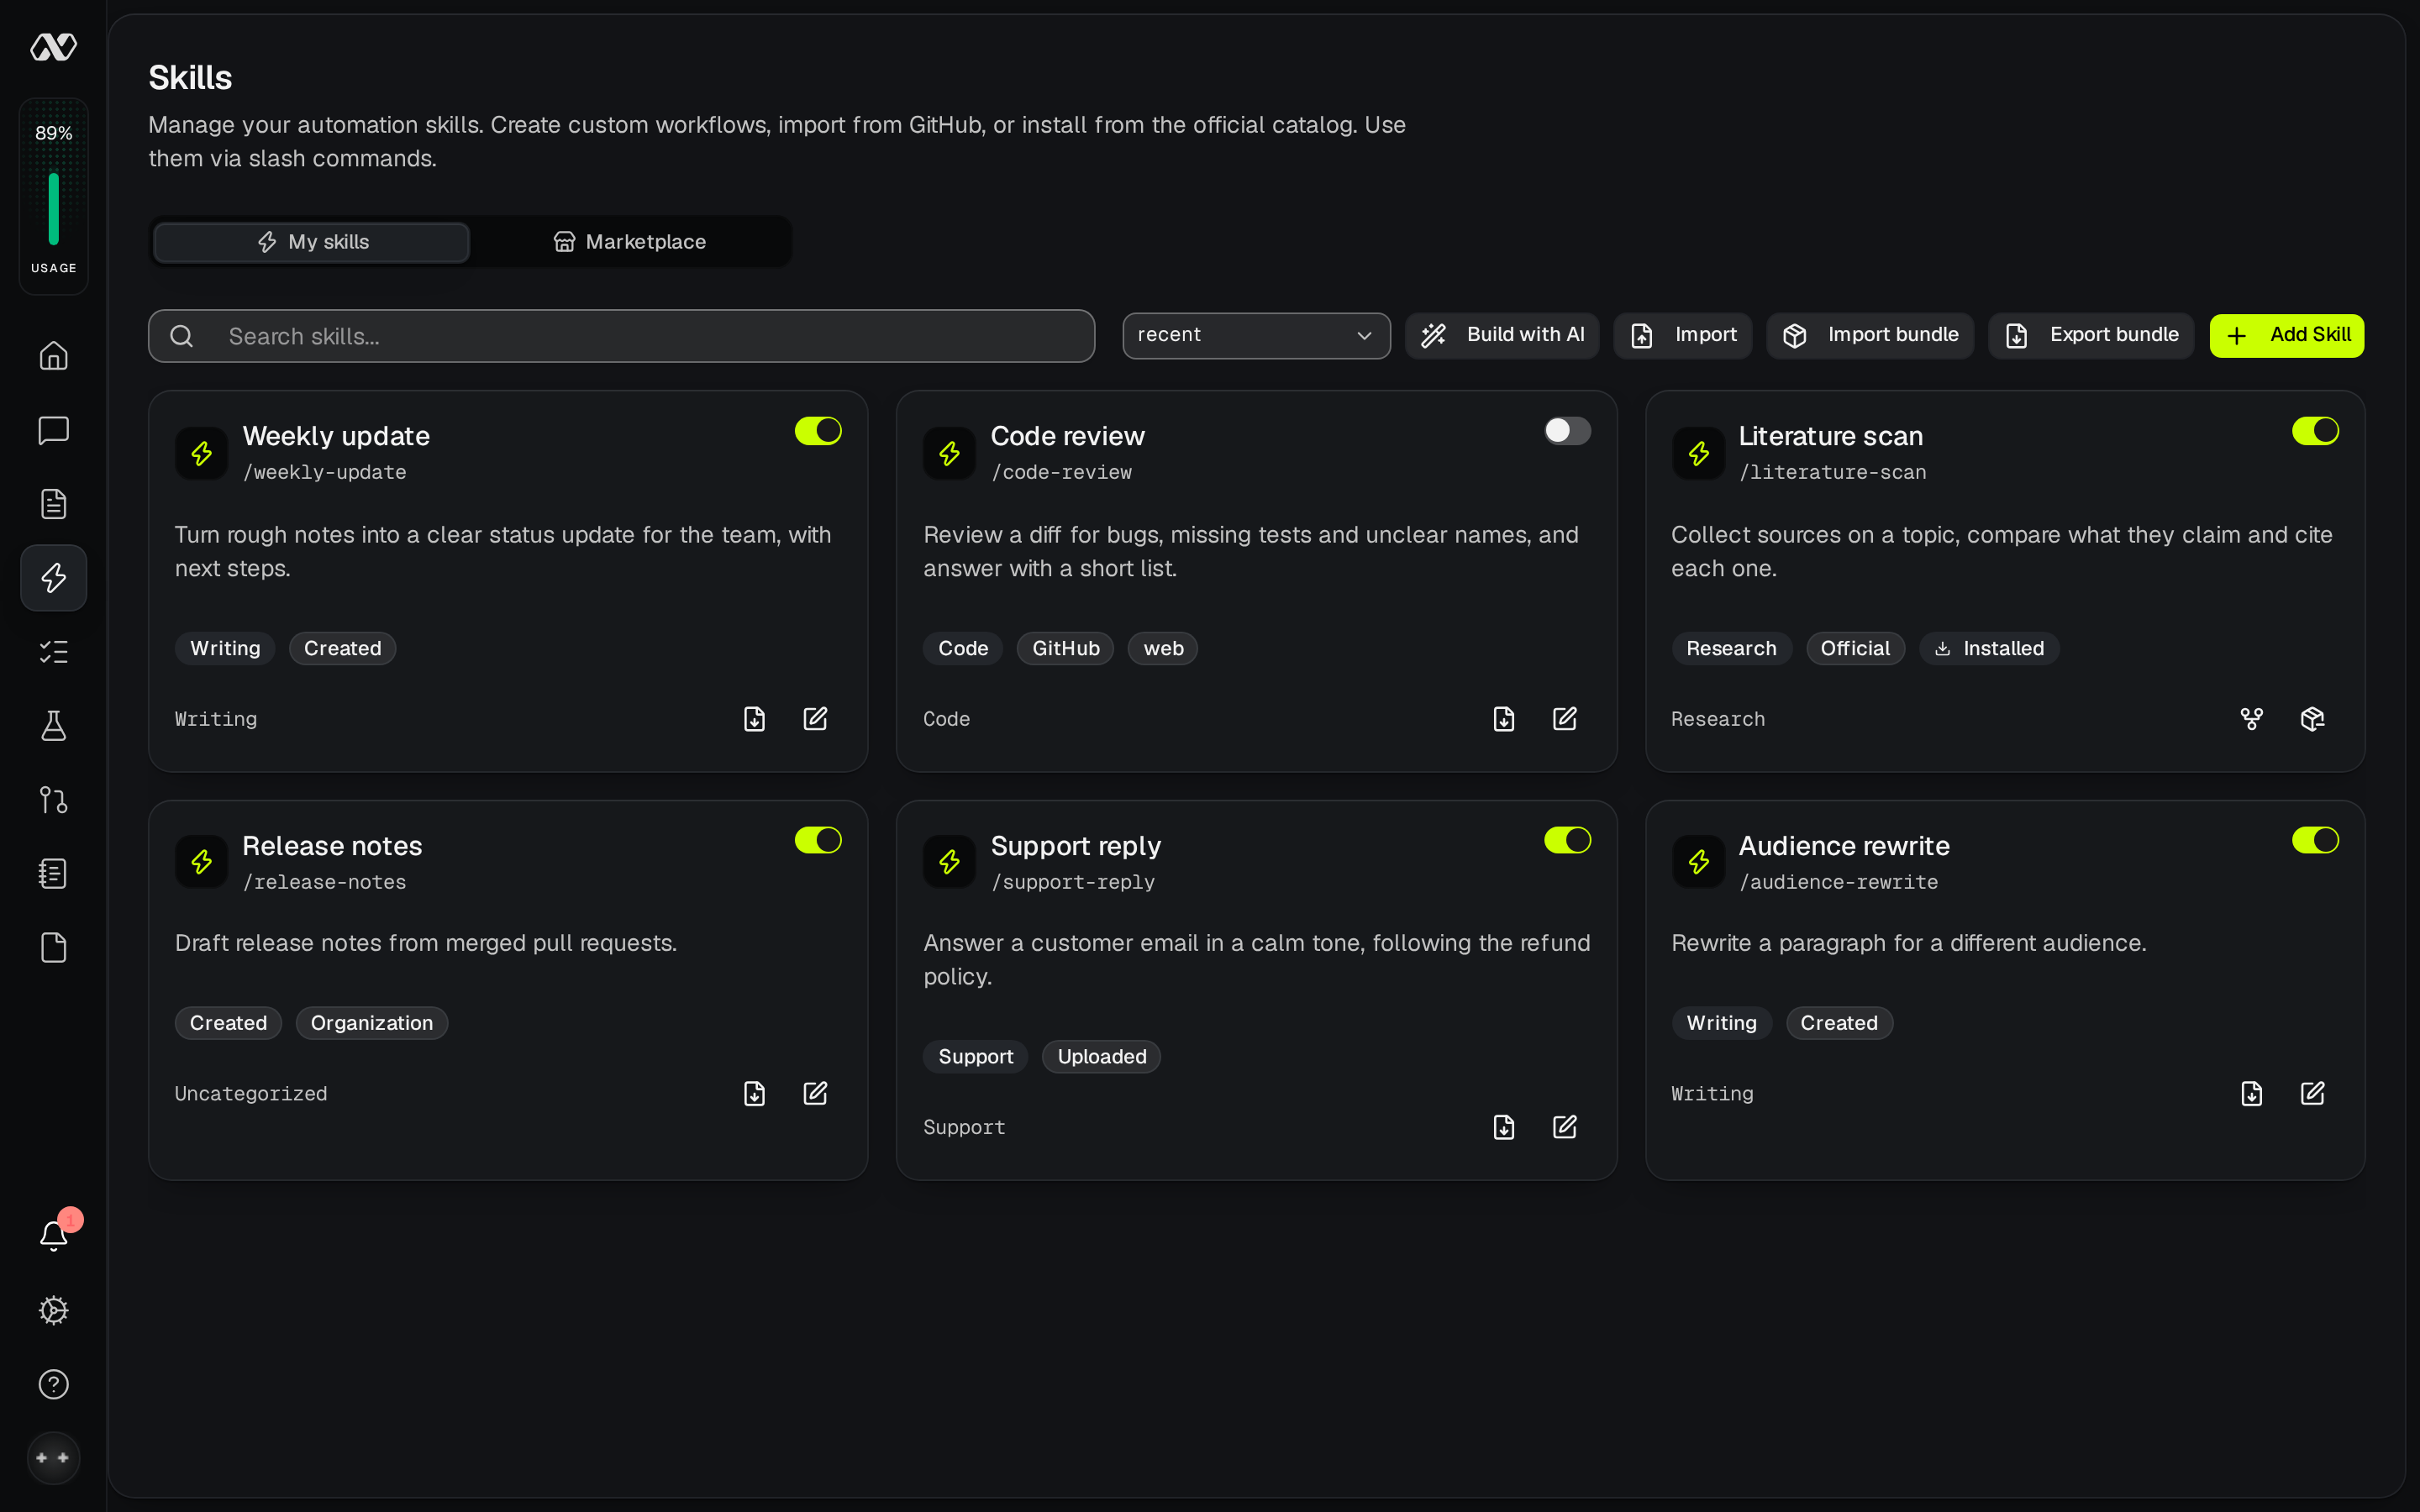 89%
USAGE
1
Skills
Manage your automation skills. Create custom workflows, import from GitHub, or install from the official catalog. Use
them via slash commands.
My skills
Marketplace
Search skills...
recent
Build with AI
Import
Import bundle
Export bundle
Add Skill
Weekly update
/weekly-update
Turn rough notes into a clear status update for the team, with
next steps.
Writing
Created
Writing
Code review
/code-review
Review a diff for bugs, missing tests and unclear names, and
answer with a short list.
Code
GitHub
web
Code
Literature scan
/literature-scan
Collect sources on a topic, compare what they claim and cite
each one.
Research
Official
Installed
Research
Release notes
/release-notes
Draft release notes from merged pull requests.
Created
Organization
Uncategorized
Support reply
/support-reply
Answer a customer email in a calm tone, following the refund
policy.
Support
Uploaded
Support
Audience rewrite
/audience-rewrite
Rewrite a paragraph for a different audience.
Writing
Created
Writing